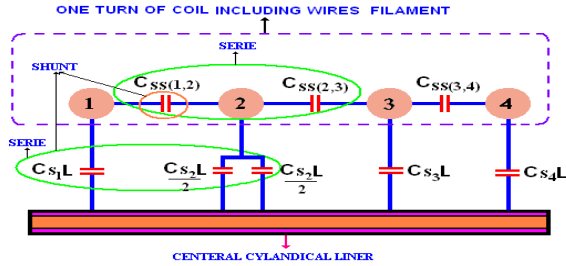 ONE TURN OF COIL INCLUDING WIRES FILAMENT
SERIE
SHUNT
CSS(1,2)
CSS(2,3)
CSS(3,4)
1
2
3
4
SERIE
CS1L
CS2L
2
CS2L
2
CS3L
CS4L
CENTERAL CYLANDICAL LINER